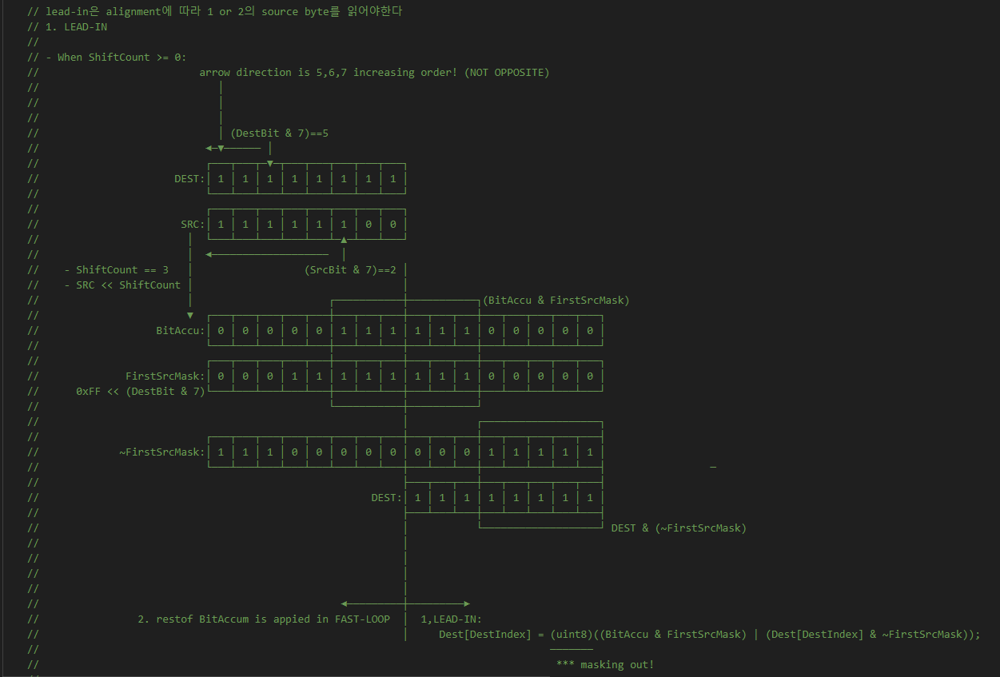 // lead-in은 alignment에 따라 1 or 2의 source byte를 읽어야한다
// 1. LEAD-IN
//
// - When ShiftCount >= 0:
// arrow direction is 5,6,7 increasing order! (NOT OPPOSITE)
//
//
//
// (DestBit & 7)==5
//
//
// DEST: 1 1 1 1 1 1 1 1
//
//
// SRC: 1 1 1 1 1 1 0 0
//
//
// - ShiftCount == 3 (SrcBit & 7)==2
// - SRC << ShiftCount
// (BitAccu & FirstSrcMask)
//
// BitAccu: 0 0 0 0 0 1 1 1 1 1 1 0 0 0 0 0
//
//
// FirstSrcMask: 0 0 0 1 1 1 1 1 1 1 1 0 0 0 0 0
// 0xFF << (DestBit & 7)
//
//
//
// ~FirstSrcMask: 1 1 1 0 0 0 0 0 0 0 0 1 1 1 1 1
//
//
// DEST: 1 1 1 1 1 1 1 1
//
// DEST & (~FirstSrcMask)
//
//
//
//
//
// 2. restof BitAccum is appied in FAST-LOOP 1,LEAD-IN:
// Dest[DestIndex] = (uint8)((BitAccu & FirstSrcMask) | (Dest[DestIndex] & ~FirstSrcMask));
//
// *** masking out!
//